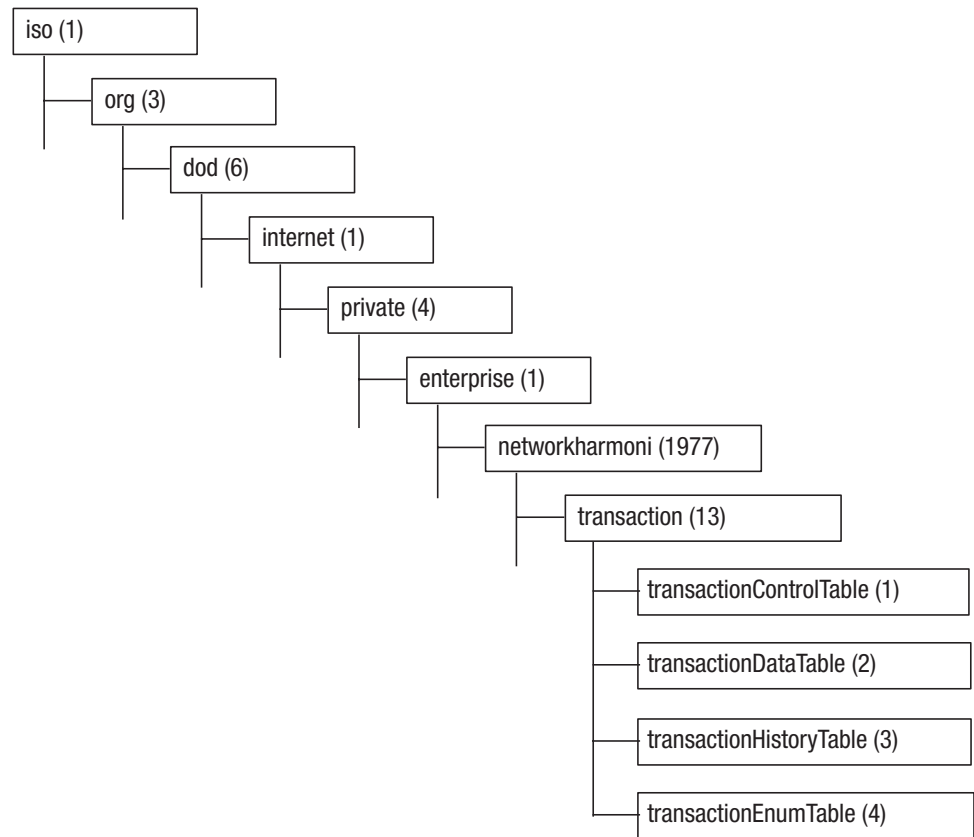 iso (1)
org (3)
dod (6)
internet (1)
private (4)
enterprise (1)
networkharmoni (1977)
transaction (13)
transactionControlTable (1)
transactionDataTable (2)
transactionHistoryTable (3)
transactionEnumTable (4)